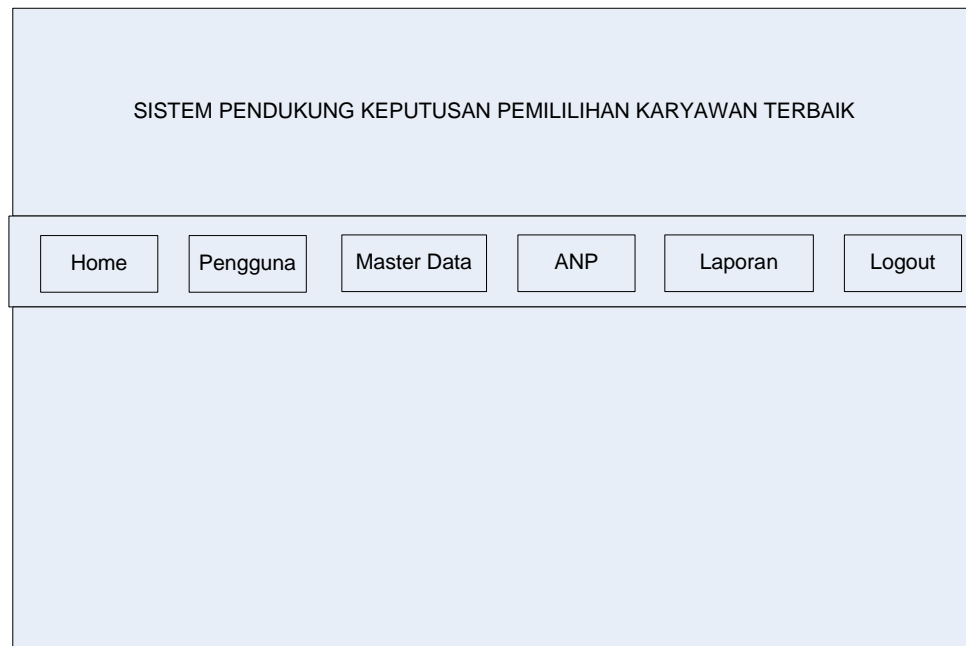 SISTEM PENDUKUNG KEPUTUSAN PEMILILIHAN KARYAWAN TERBAIK
Home Pengguna Master Data ANP Laporan Logout